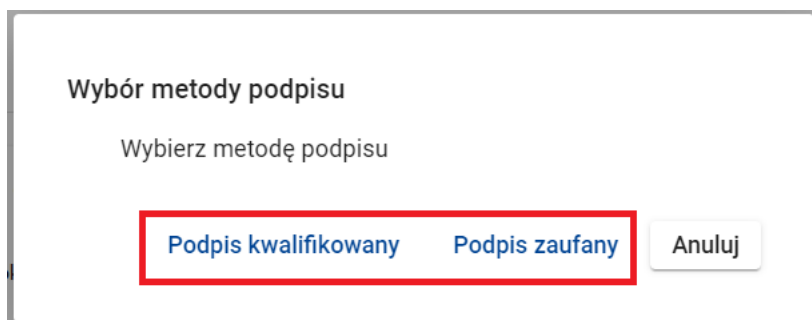 Wybór metody podpisu
Wybierz metodę podpisu
Podpis kwalifikowany Podpis zaufany Anuluj